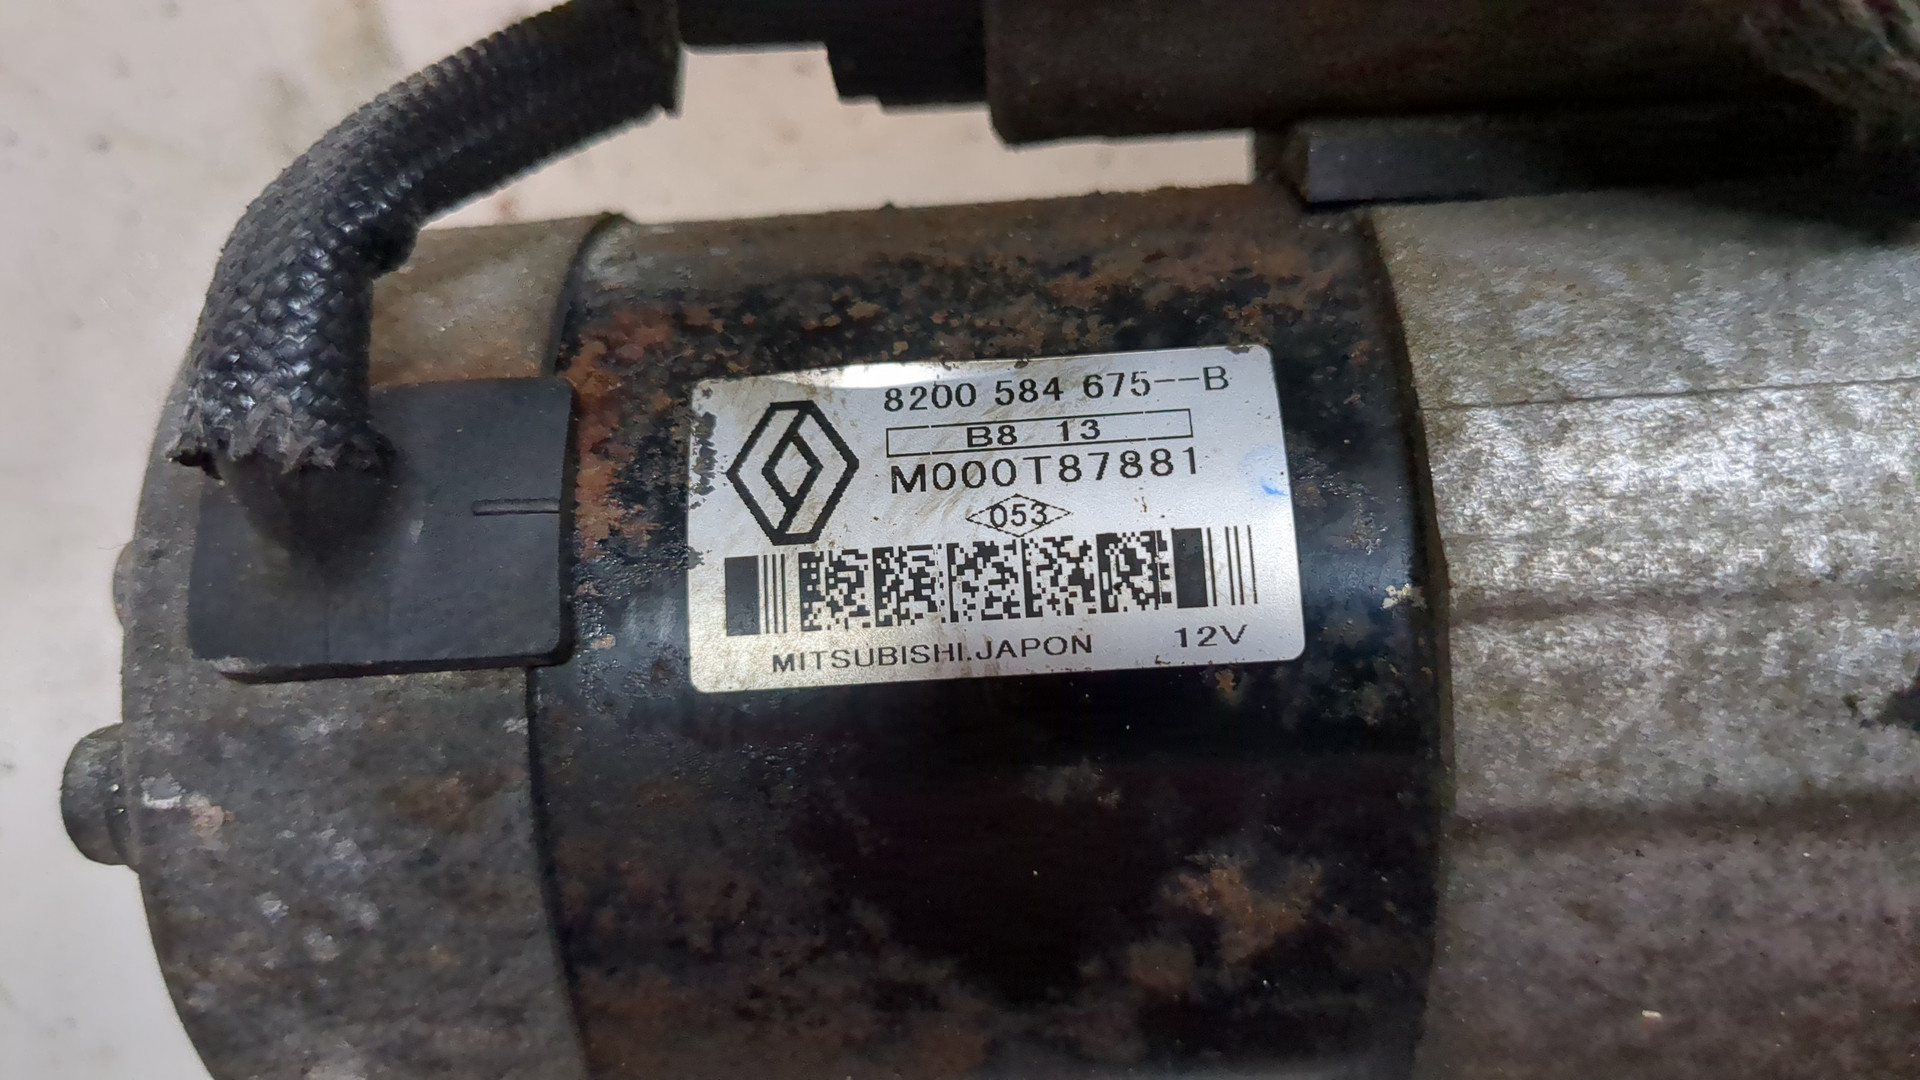 8200 584 675--B
B8 13
M000T87881
053
MITSUBISHI.JAPON 12V